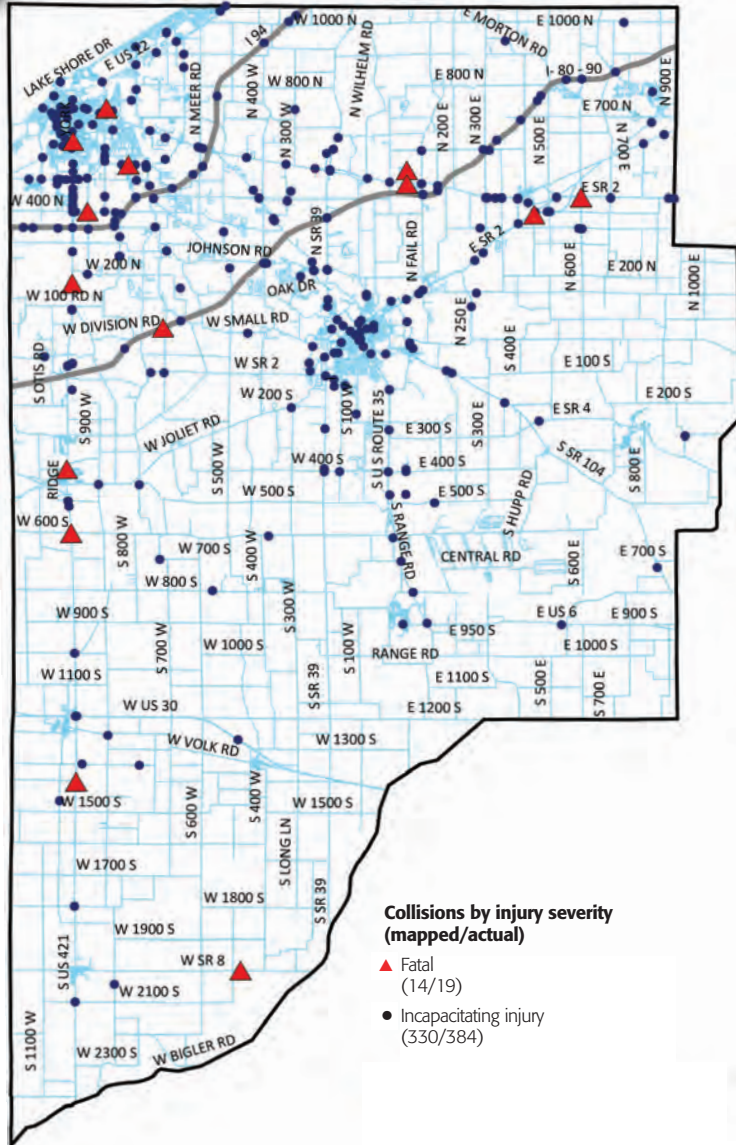 W 1000 N
E MORTON RD
E 1000 N
LAKE SHORE DR
E US 22
I 94
N MEER RD
N 400 W
W 800 N
N WILHELM RD
E 800 N
I- 80 - 90
N 900 E
E 700 N
N 300 W
N 200 E
N 300 E
N 500 E
N 700 E
W 400 N
E SR 2
N SR 39
N FAIL RD
JOHNSON RD
E SR 2
W 200 N
N 600 E
E 200 N
N 1000 E
W 100 RD N
OAK DR
W DIVISION RD
W SMALL RD
N 250 E
S 400 E
S OTIS RD
W SR 2
E 100 S
W 200 S
E 200 S
S 900 W
S 100 W
S U S ROUTE 35
E SR 4
W JOLIET RD
E 300 S
S 300 E
S SR 104
RIDGE
S 500 W
W 400 S
E 400 S
S 800 E
W 500 S
E 500 S
S HUPP RD
W 600 S
S 800 W
W 700 S
S 400 W
S RANGE RD
CENTRAL RD
S 600 E
E 700 S
W 800 S
S 300 W
W 900 S
E US 6
E 900 S
S 700 W
W 1000 S
S 100 W
E 950 S
E 1000 S
RANGE RD
W 1100 S
S SR 39
E 1100 S
S 500 E
S 700 E
W US 30
E 1200 S
W VOLK RD
W 1300 S
S 400 W
W 1500 S
S 600 W
W 1500 S
S LONG LN
W 1700 S
W 1800 S
S SR 39
W 1900 S
S US 421
W SR 8
W 2100 S
S 1100 W
W 2300 S
W BIGLER RD
Collisions by injury severity
(mapped/actual)
Fatal
(14/19)
Incapacitating injury
(330/384)